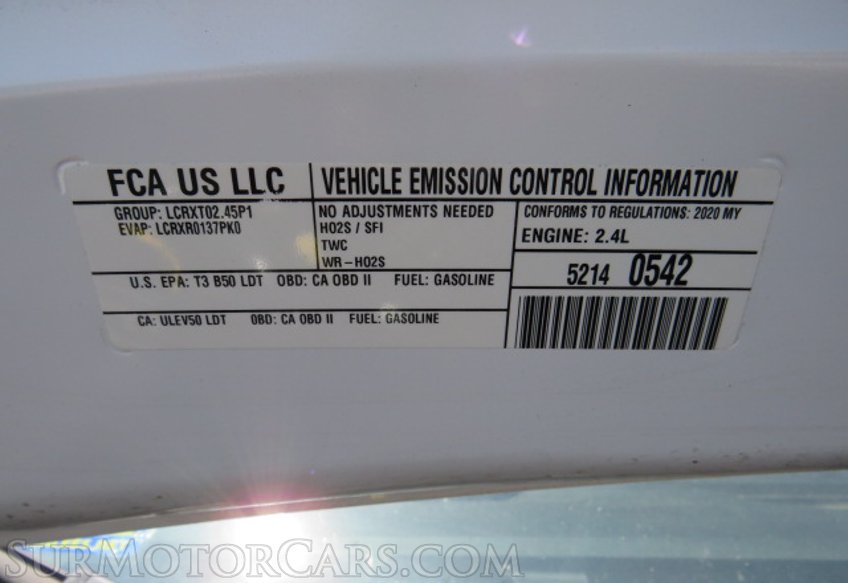 FCA US LLC
VEHICLE EMISSION CONTROL INFORMATION
GROUP: LCRXT02.45P1
EVAP: LCRXR0137PK0
NO ADJUSTMENTS NEEDED
HO2S / SFI
TWC
WR-HO2S
CONFORMS TO REGULATIONS: 2020 MY
ENGINE: 2.4L
U.S. EPA: T3 B50 LDT OBD: CA OBD II FUEL: GASOLINE
5214 0542
CA: ULEV50 LDT OBD: CA OBD II FUEL: GASOLINE
SURMOTORCARS.COM